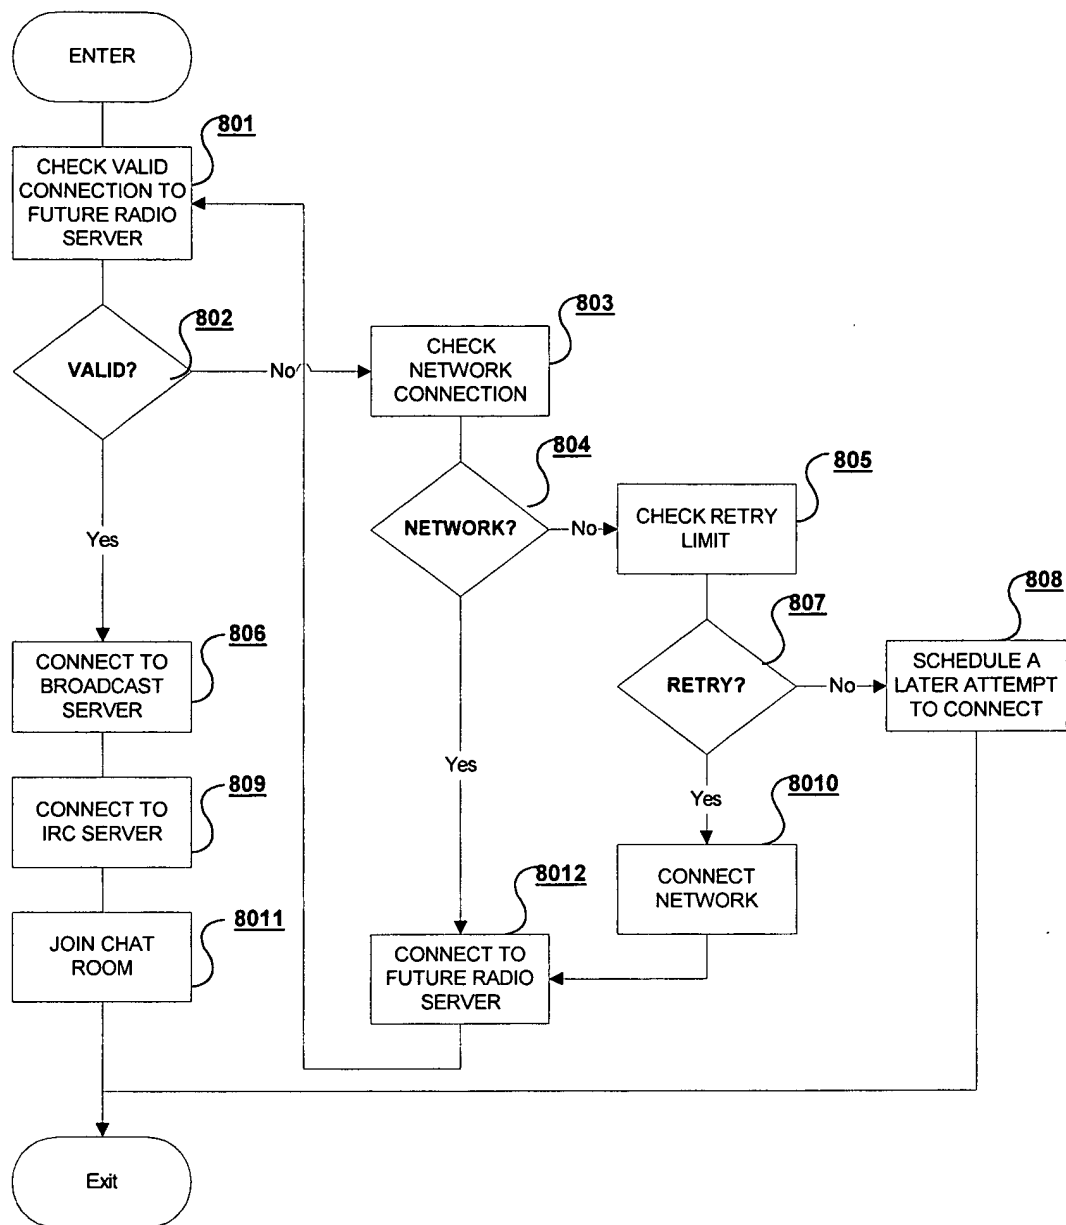 ENTER
801
CHECK VALID
CONNECTION TO
FUTURE RADIO
SERVER
802
VALID?
No
803
CHECK
NETWORK
CONNECTION
804
NETWORK?
No
805
CHECK RETRY
LIMIT
Yes
806
CONNECT TO
BROADCAST
SERVER
807
RETRY?
No
808
SCHEDULE A
LATER ATTEMPT
TO CONNECT
Yes
Yes
809
CONNECT TO
IRC SERVER
8010
CONNECT
NETWORK
8011
JOIN CHAT
ROOM
8012
CONNECT TO
FUTURE RADIO
SERVER
Exit